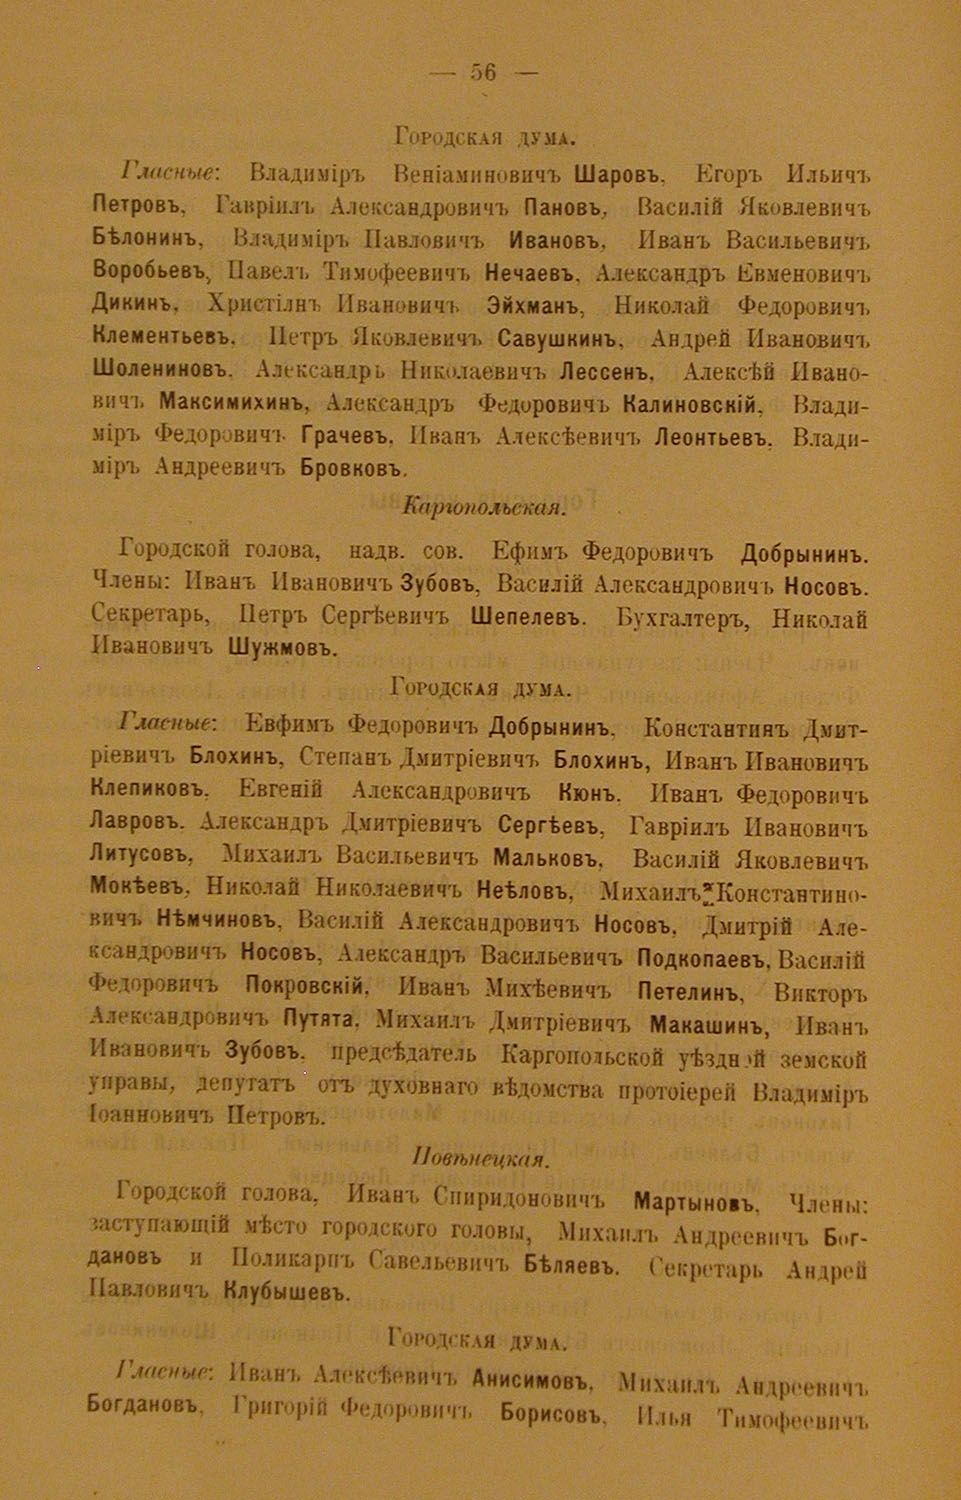 — 56 —
Городская дума.
Гласные: Владиміръ Веніаминовичъ Шаровъ, Егоръ Ильичъ
Петровъ, Гавріилъ Александровичъ Пановъ, Василій Яковлевичъ
Бѣлонинъ, Владиміръ Павловичъ Ивановъ, Иванъ Васильевичъ
Воробьевъ, Павелъ Тимофеевичъ Нечаевъ, Александръ Евменовичъ
Дикинъ, Христіанъ Ивановичъ Эйхманъ, Николай Федоровичъ
Клементьевъ, Петръ Яковлевичъ Савушкинъ, Андрей Ивановичъ
Шолениновъ, Александръ Николаевичъ Лессенъ, Алексѣй Ивано-
вичъ Максимихинъ, Александръ Федоровичъ Калиновскій, Влади-
міръ Федоровичъ Грачевъ, Иванъ Алексѣевичъ Леонтьевъ, Влади-
міръ Андреевичъ Бровковъ.
Каргопольская.
Городской голова, надв. сов. Ефимъ Федоровичъ Добрынинъ.
Члены: Иванъ Ивановичъ Зубовъ, Василій Александровичъ Носовъ.
Секретарь, Петръ Сергѣевичъ Шепелевъ. Бухгалтеръ, Николай
Ивановичъ Шужмовъ.
Городская дума.
Гласные: Евфимъ Федоровичъ Добрынинъ, Константинъ Дмит-
ріевичъ Блохинъ, Степанъ Дмитріевичъ Блохинъ, Иванъ Ивановичъ
Клепиковъ, Евгеній Александровичъ Кюнъ, Иванъ Федоровичъ
Лавровъ, Александръ Дмитріевичъ Сергѣевъ, Гавріилъ Ивановичъ
Литусовъ, Михаилъ Васильевичъ Мальковъ, Василій Яковлевичъ
Мокѣевъ, Николай Николаевичъ Неѣловъ, Михаилъ Константино-
вичъ Нѣмчиновъ, Василій Александровичъ Носовъ, Дмитрій Але-
ксандровичъ Носовъ, Александръ Васильевичъ Подкопаевъ, Василій
Федоровичъ Покровскій, Иванъ Михѣевичъ Петелинъ, Викторъ
Александровичъ Путята, Михаилъ Дмитріевичъ Макашинъ, Иванъ
Ивановичъ Зубовъ, предсѣдатель Каргопольской уѣздной земской
управы, депутатъ отъ духовнаго вѣдомства протоіерей Владиміръ
Іоанновичъ Петровъ.
Повѣнецкая.
Городской голова, Иванъ Спиридоновичъ Мартыновъ, Члены:
заступающій мѣсто городского головы, Михаилъ Андреевичъ Бог-
дановъ и Поликарпъ Савельевичъ Бѣляевъ. Секретарь Андрей
Павловичъ Клубышевъ.
Городская дума.
Гласные: Иванъ Алексѣевичъ Анисимовъ, Михаилъ Андреевичъ
Богдановъ, Григорій Федоровичъ Борисовъ, Илья Тимофеевичъ